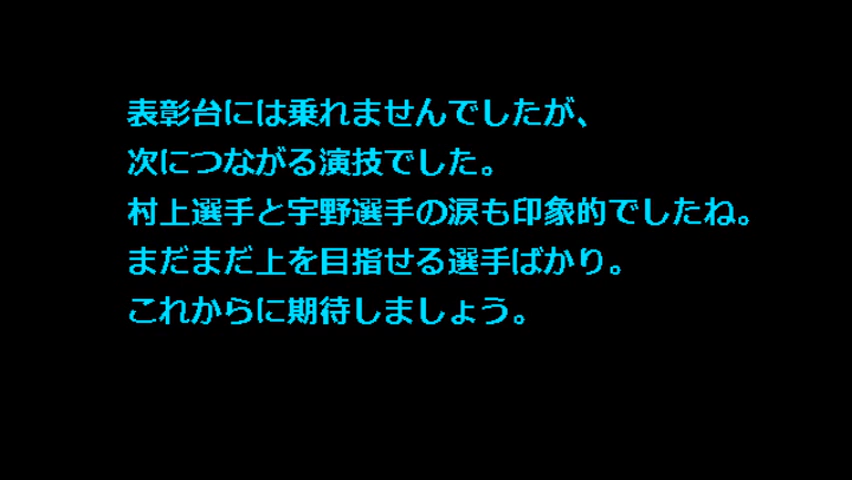 表彰台には乗れませんでしたが、
次につながる演技でした。
村上選手と宇野選手の涙も印象的でしたね。
まだまだ上を目指せる選手ばかり。
これからに期待しましょう。